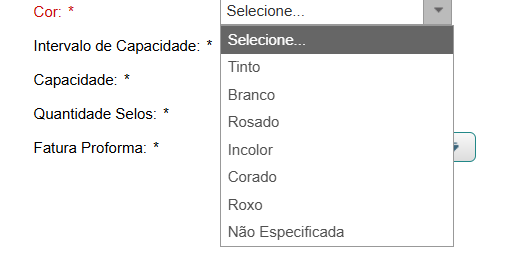 Cor: * Selecione...
Selecione...
Intervalo de Capacidade: *
Tinto
Capacidade: *
Branco
Quantidade Selos: *
Rosado
Fatura Proforma: *
Incolor
Corado
Roxo
Não Especificada